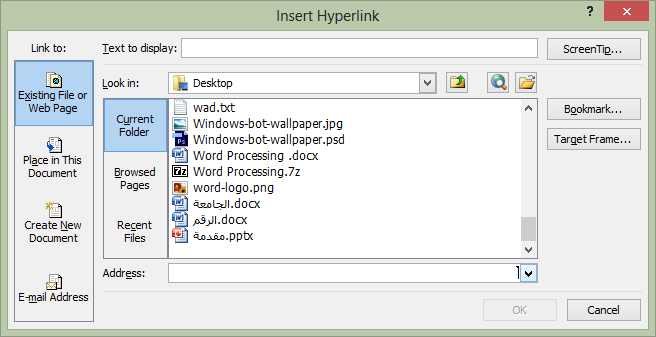 Insert Hyperlink
?
Link to:
Text to display:
ScreenTip...
Existing File or
Web Page
Place in This
Document
Create New
Document
E-mail Address
Look in:
Desktop
Current
Folder
Browsed
Pages
Recent
Files
wad.txt
Windows-bot-wallpaper.jpg
Windows-bot-wallpaper.psd
Word Processing .docx
Word Processing.7z
word-logo.png
الجامعة.docx
الرقم.docx
مقدمة.pptx
Bookmark...
Target Frame...
Address:
OK
Cancel